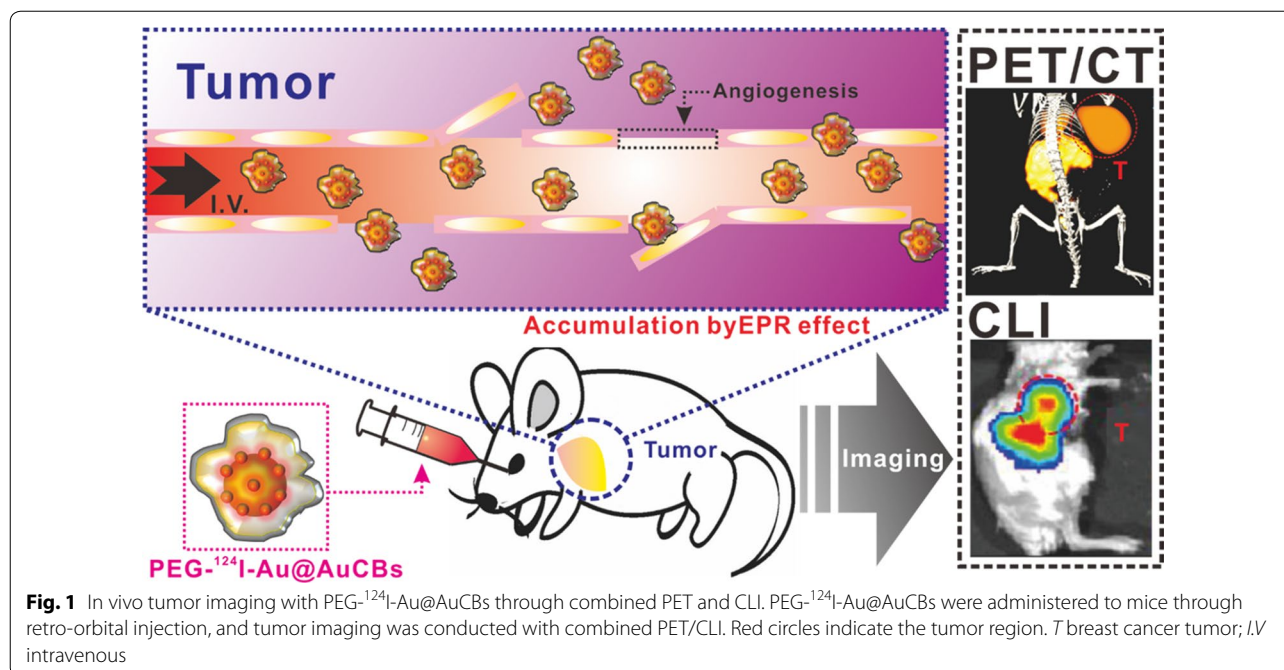 Tumor
Angiogenesis
I.V.
PET/CT
T
Accumulation byEPR effect
CLI
T
Tumor
Imaging
PEG-¹²⁴I-Au@AuCBs
Fig. 1 In vivo tumor imaging with PEG-¹²⁴I-Au@AuCBs through combined PET and CLI. PEG-¹²⁴I-Au@AuCBs were administered to mice through
retro-orbital injection, and tumor imaging was conducted with combined PET/CLI. Red circles indicate the tumor region. T breast cancer tumor; I.V
intravenous